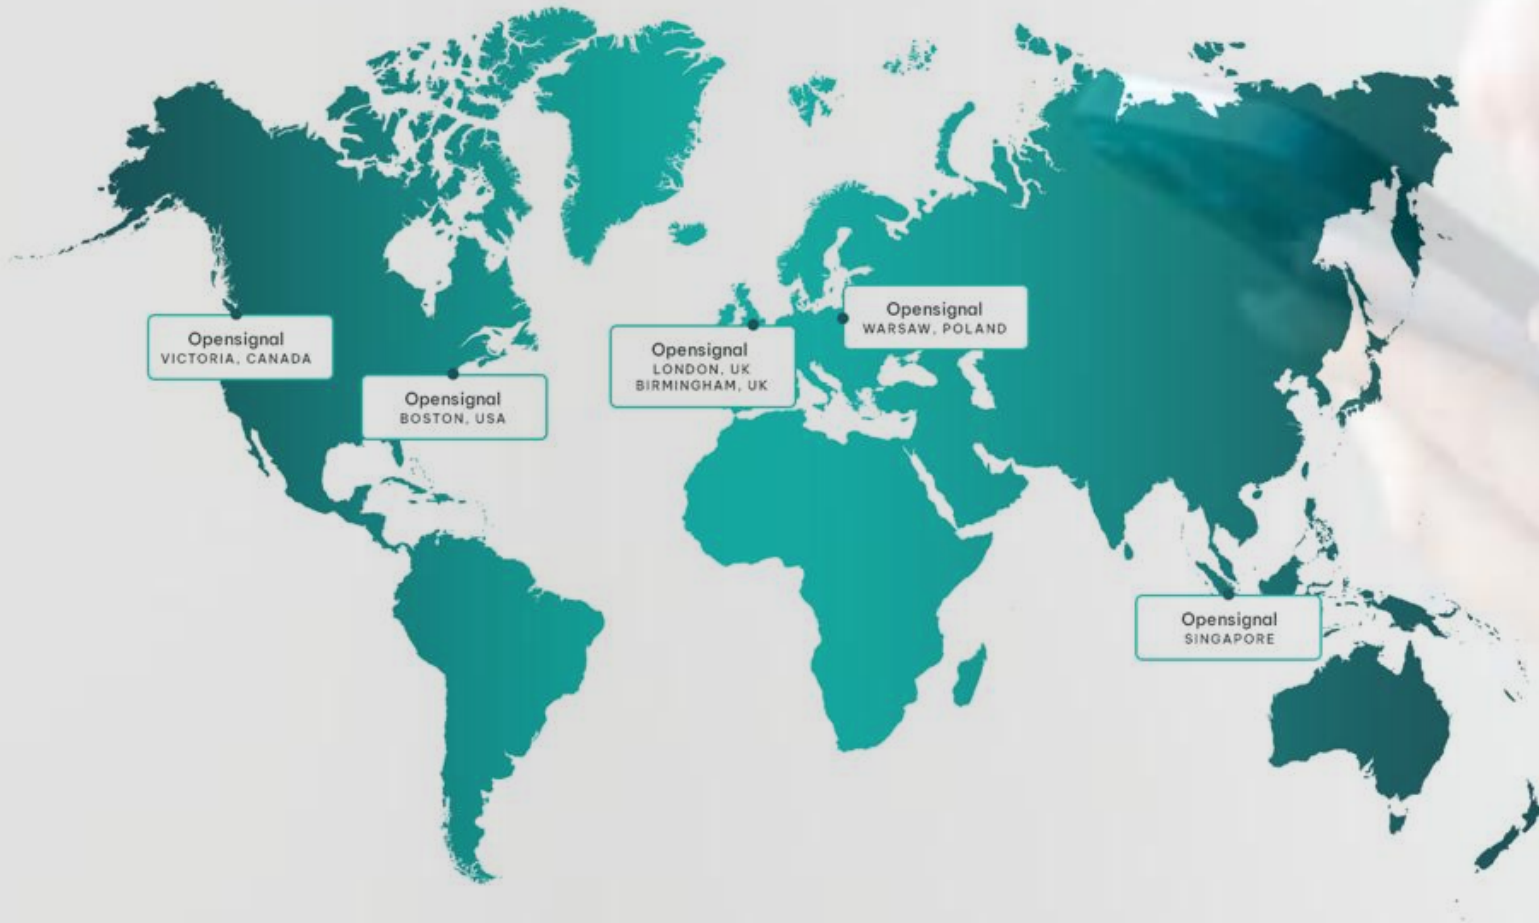 Opensignal
VICTORIA, CANADA
Opensignal
BOSTON, USA
Opensignal
LONDON, UK
BIRMINGHAM, UK
Opensignal
WARSAW, POLAND
Opensignal
SINGAPORE